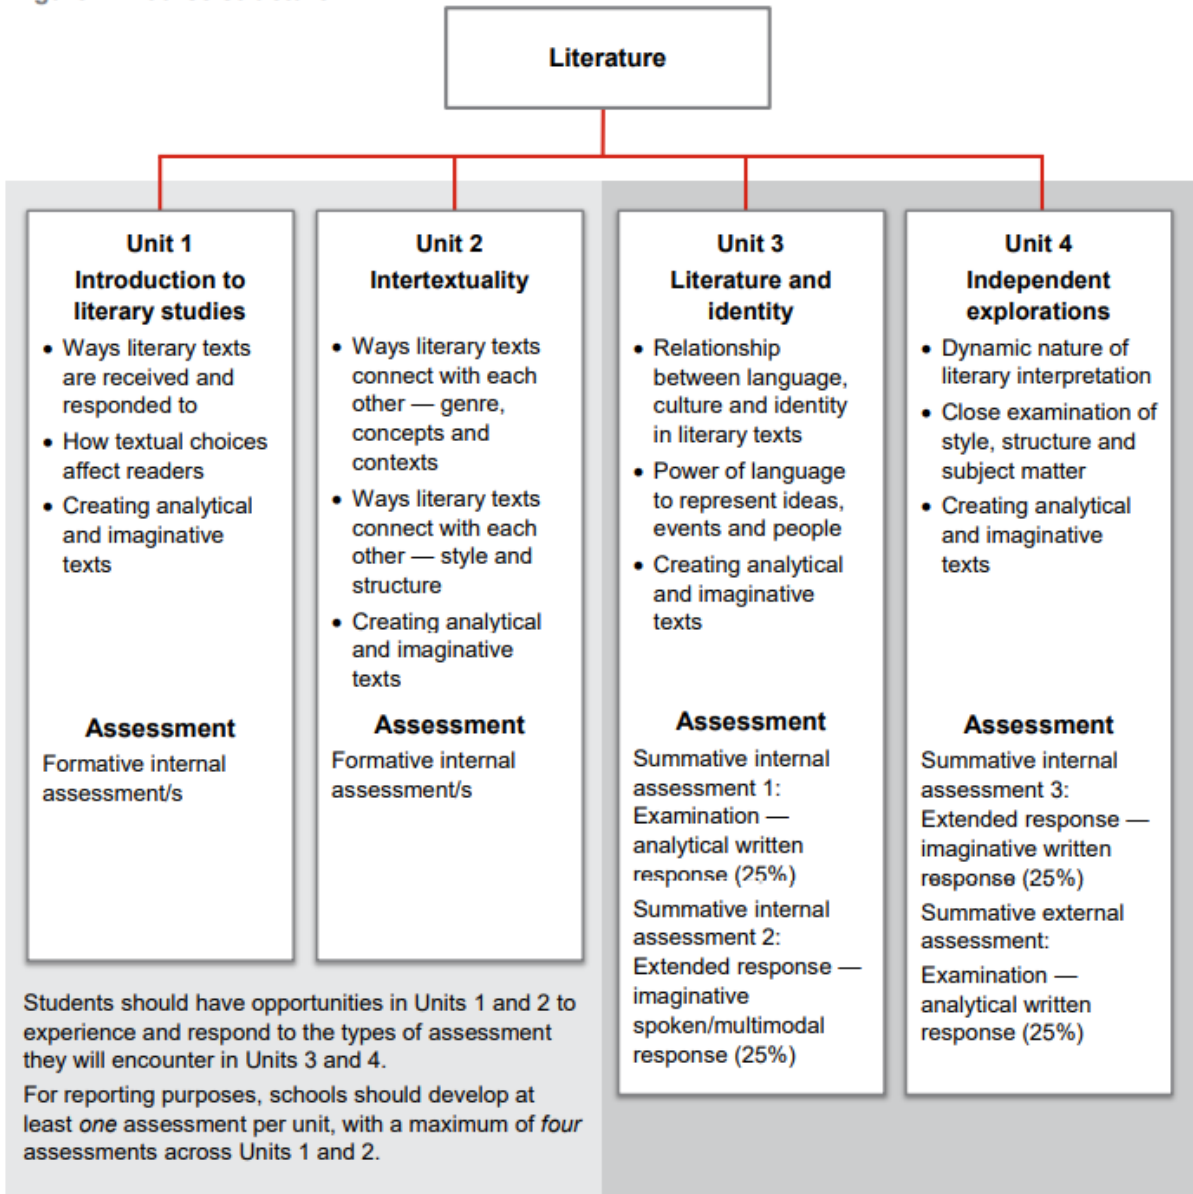 Literature
Unit 1
Introduction to
literary studies
• Ways literary texts
are received and
responded to
• How textual choices
affect readers
• Creating analytical
and imaginative
texts
Assessment
Formative internal
assessment/s
Unit 2
Intertextuality
• Ways literary texts
connect with each
other — genre,
concepts and
contexts
• Ways literary texts
connect with each
other — style and
structure
• Creating analytical
and imaginative
texts
Assessment
Formative internal
assessment/s
Students should have opportunities in Units 1 and 2 to
experience and respond to the types of assessment
they will encounter in Units 3 and 4.
For reporting purposes, schools should develop at
least one assessment per unit, with a maximum of four
assessments across Units 1 and 2.
Unit 3
Literature and
identity
• Relationship
between language,
culture and identity
in literary texts
• Power of language
to represent ideas,
events and people
• Creating analytical
and imaginative
texts
Assessment
Summative internal
assessment 1:
Examination —
analytical written
response (25%)
Summative internal
assessment 2:
Extended response —
imaginative
spoken/multimodal
response (25%)
Unit 4
Independent
explorations
• Dynamic nature of
literary interpretation
• Close examination of
style, structure and
subject matter
• Creating analytical
and imaginative
texts
Assessment
Summative internal
assessment 3:
Extended response —
imaginative written
response (25%)
Summative external
assessment:
Examination —
analytical written
response (25%)